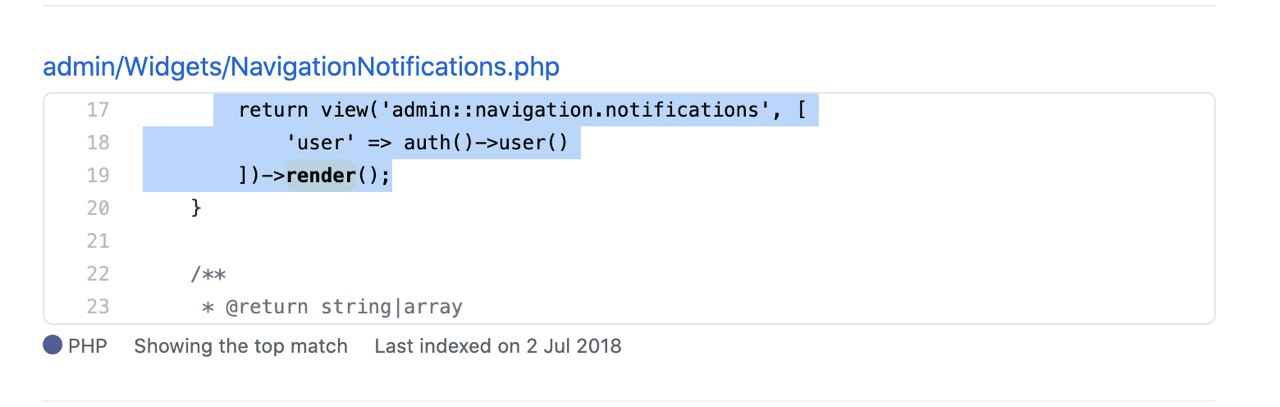 admin/Widgets/NavigationNotifications.php
17 return view('admin::navigation.notifications', [
18 'user' => auth()->user()
19 ])->render();
20 }
21
22 /**
23 * @return string|array
PHP Showing the top match Last indexed on 2 Jul 2018